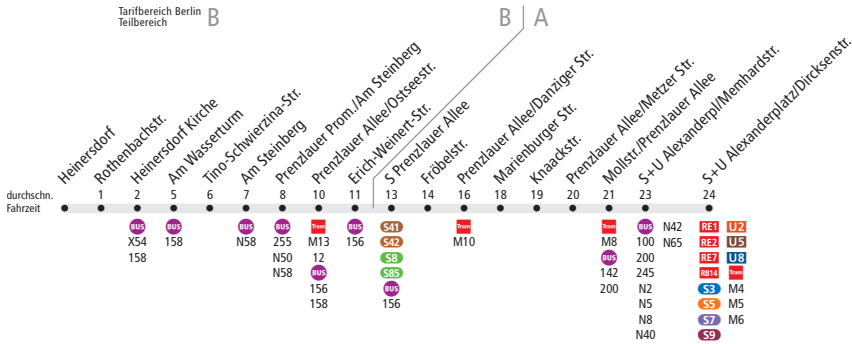 Tarifbereich Berlin
Teilbereich
B
B
A
Heinersdorf
Rothenbachstr.
Heinersdorf Kirche
Am Wasserturm
Tino-Schwierzina-Str.
Am Steinberg
Prenzlauer Prom./Am Steinberg
Prenzlauer Allee/Ostseestr.
Erich-Weinert-Str.
S Prenzlauer Allee
Fröbelstr.
Prenzlauer Allee/Danziger Str.
Marienburger Str.
Knaackstr.
Prenzlauer Allee/Metzer Str.
Mollstr./Prenzlauer Allee
S+U Alexanderpl/Memhardstr.
S+U Alexanderplatz/Dircksenstr.
durchschn.
Fahrzeit
1 2 5 6 7 8 10 11 13 14 16 18 19 20 21 23 24
BUS
X54
158
BUS
158
BUS
N58
BUS
255
N50
N58
Tram
M13
12
BUS
156
158
BUS
156
S41
S42
S8
S85
BUS
156
Tram
M10
Tram
M8
BUS
142
200
BUS
100
200
245
N2
N5
N8
N40
N42
N65
RE1
RE2
RE7
RB14
S3
S5
S7
S9
U2
U5
U8
Tram
M4
M5
M6